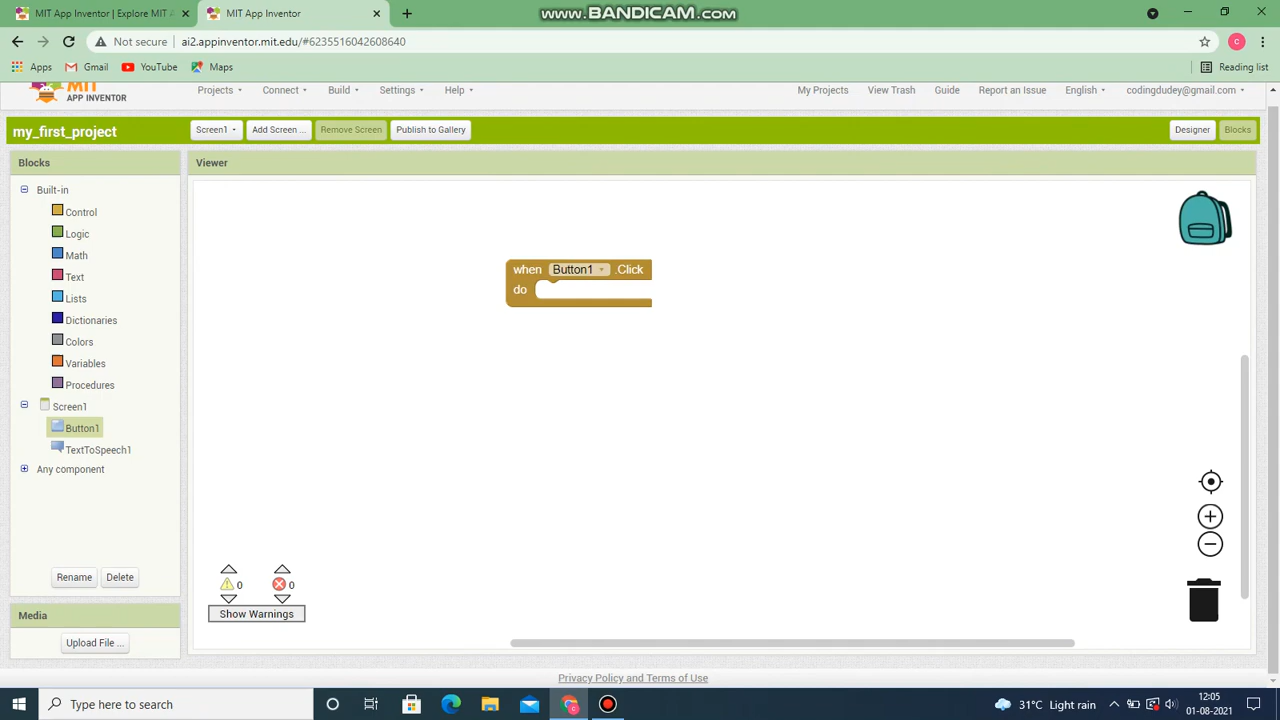 MIT App Inventor | Explore MIT A
MIT App Inventor
www.BANDICAM.com
Not secure ai2.appinventor.mit.edu/#6235516042608640
C
Apps Gmail YouTube Maps Reading list
MIT
APP INVENTOR
Projects Connect Build Settings Help My Projects View Trash Guide Report an Issue English codingdudey@gmail.com
my_first_project Screen1 Add Screen ... Remove Screen Publish to Gallery Designer Blocks
Blocks
Viewer
Built-in
Control
Logic
Math
Text
Lists
Dictionaries
Colors
Variables
Procedures
Screen1
Button1
TextToSpeech1
Any component
Rename Delete
Media
Upload File ...
when Button1 .Click
do
0 0
Show Warnings
Privacy Policy and Terms of Use
Type here to search
31°C Light rain
12:05
01-08-2021